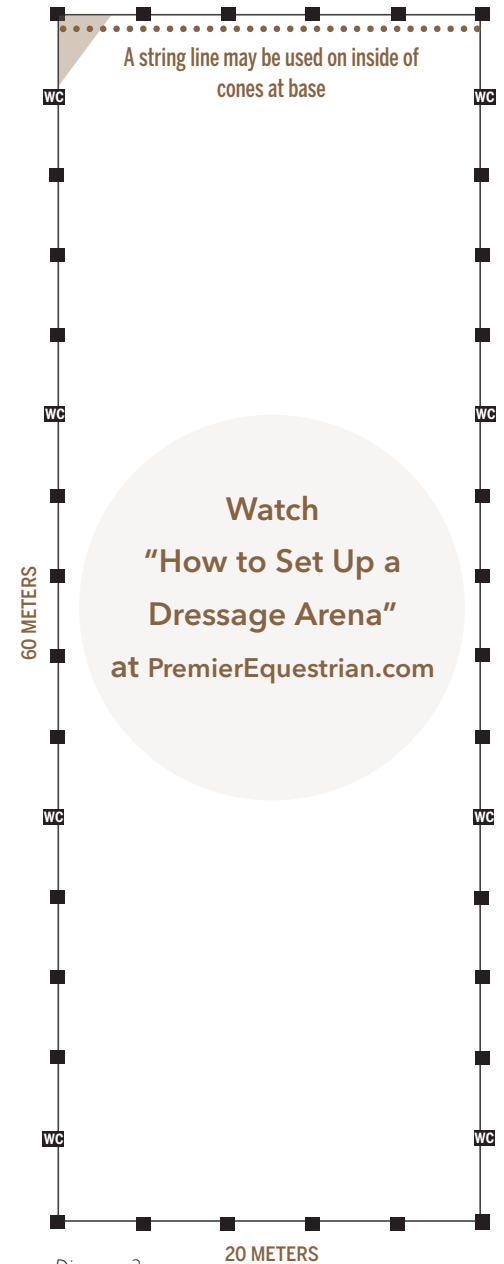 A string line may be used on inside of
cones at base
WC
WC
WC
WC
Watch
“How to Set Up a
Dressage Arena”
at PremierEquestrian.com
60 METERS
WC
WC
WC
WC
20 METERS